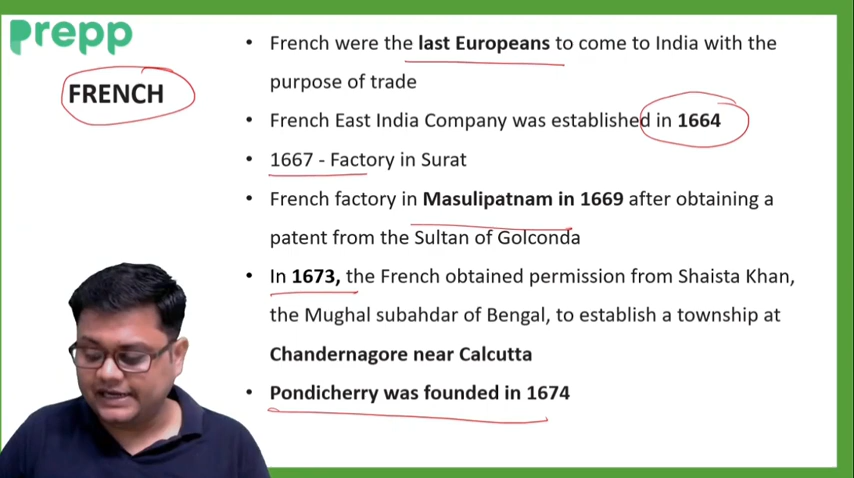 Prepp
FRENCH
• French were the last Europeans to come to India with the
purpose of trade
• French East India Company was established in 1664
• 1667 - Factory in Surat
• French factory in Masulipatnam in 1669 after obtaining a
patent from the Sultan of Golconda
• In 1673, the French obtained permission from Shaista Khan,
the Mughal subahdar of Bengal, to establish a township at
Chandernagore near Calcutta
• Pondicherry was founded in 1674